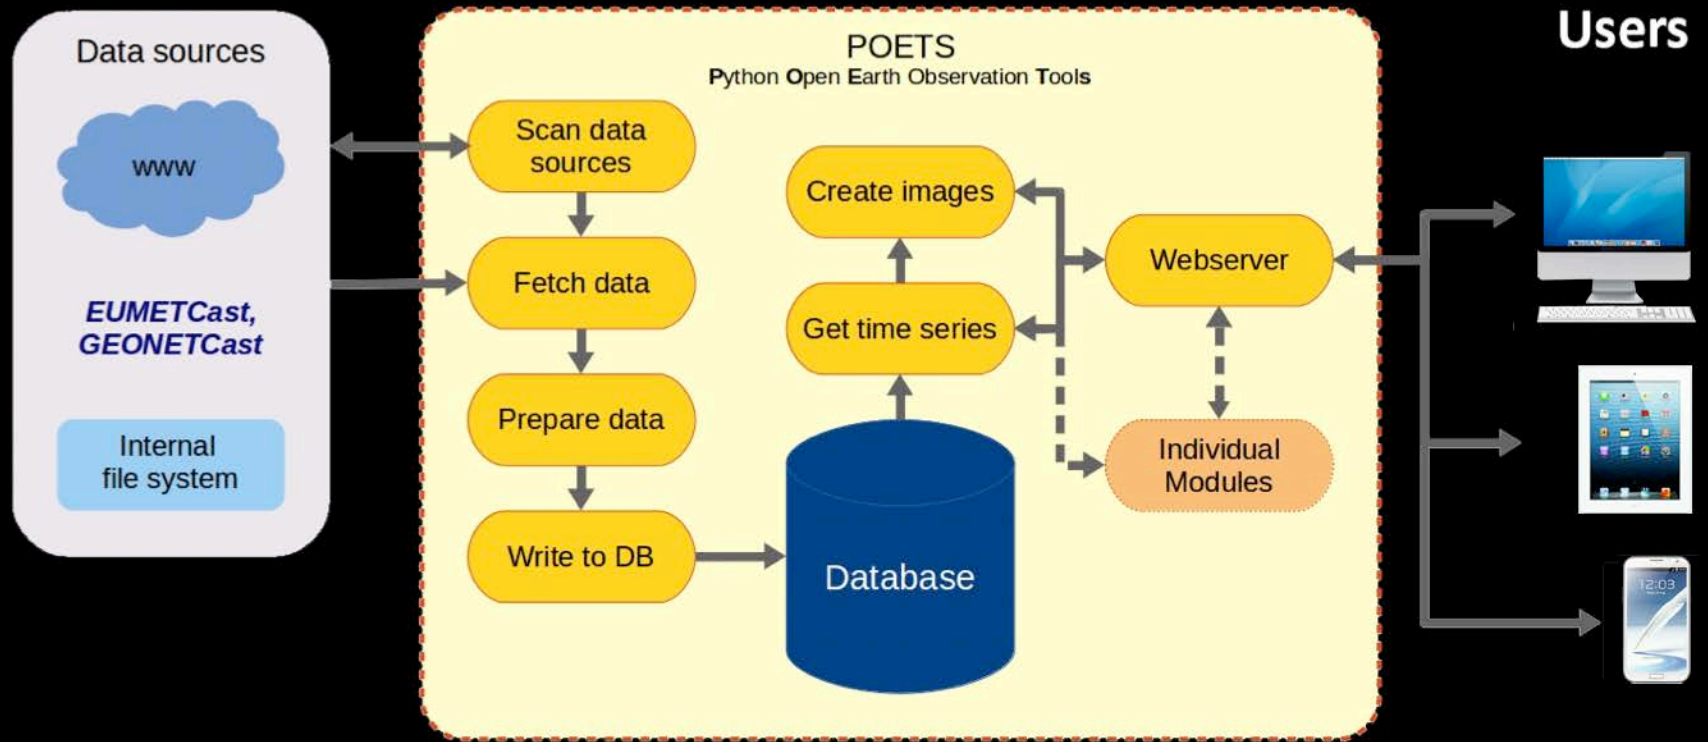 Data sources
www
EUMETCast,
GEONETCast
Internal
file system
POETS
Python Open Earth Observation Tools
Scan data
sources
Fetch data
Prepare data
Write to DB
Create images
Get time series
Database
Webserver
Individual
Modules
Users
12:03